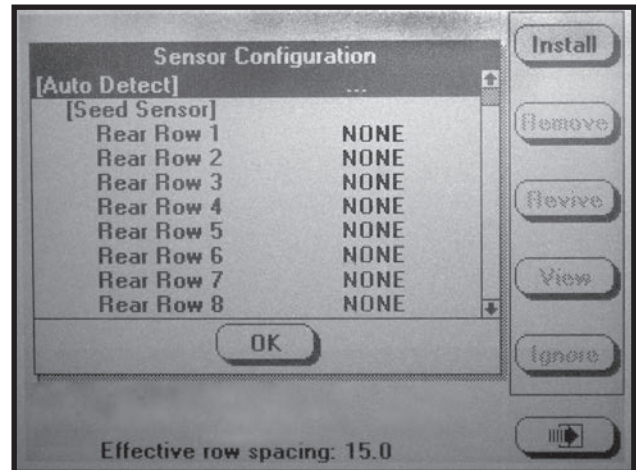 Sensor Configuration
[Auto Detect] ...
[Seed Sensor]
Rear Row 1 NONE
Rear Row 2 NONE
Rear Row 3 NONE
Rear Row 4 NONE
Rear Row 5 NONE
Rear Row 6 NONE
Rear Row 7 NONE
Rear Row 8 NONE
OK
Effective row spacing: 15.0
Install
Remove
Revive
View
Ignore